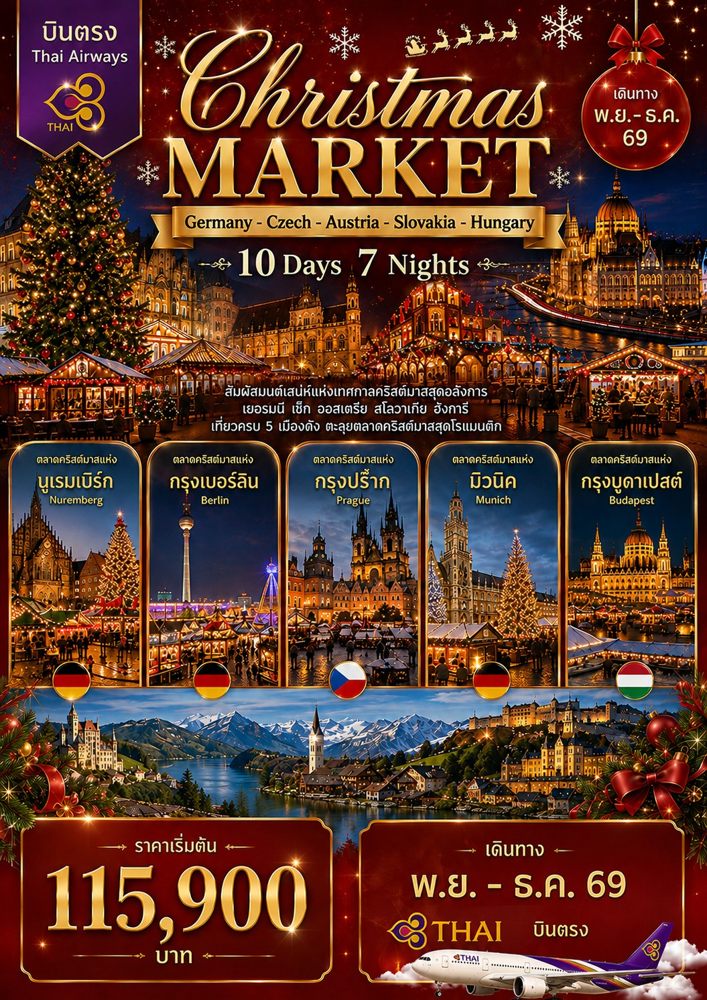 บินตรง
Thai Airways
THAI
Christmas
MARKET
เดินทาง
พ.ย.- ธ.ค.
69
Germany - Czech - Austria - Slovakia - Hungary
10 Days 7 Nights
สัมผัสมนต์เสน่ห์แห่งเทศกาลคริสต์มาสสุดอลังการ
เยอรมนี เช็ก ออสเตรีย สโลวาเกีย ฮังการี
เที่ยวครบ 5 เมืองดัง ตะลุยตลาดคริสต์มาสสุดโรแมนติก
ตลาดคริสต์มาสแห่ง
นูเรมเบิร์ก
Nuremberg
ตลาดคริสต์มาสแห่ง
กรุงเบอร์ลิน
Berlin
ตลาดคริสต์มาสแห่ง
กรุงปร๊าก
Prague
ตลาดคริสต์มาสแห่ง
มิวนิค
Munich
ตลาดคริสต์มาสแห่ง
กรุงบูดาเปสต์
Budapest
ราคาเริ่มต้น
115,900
บาท
เดินทาง
พ.ย. - ธ.ค. 69
THAI บินตรง
THAI